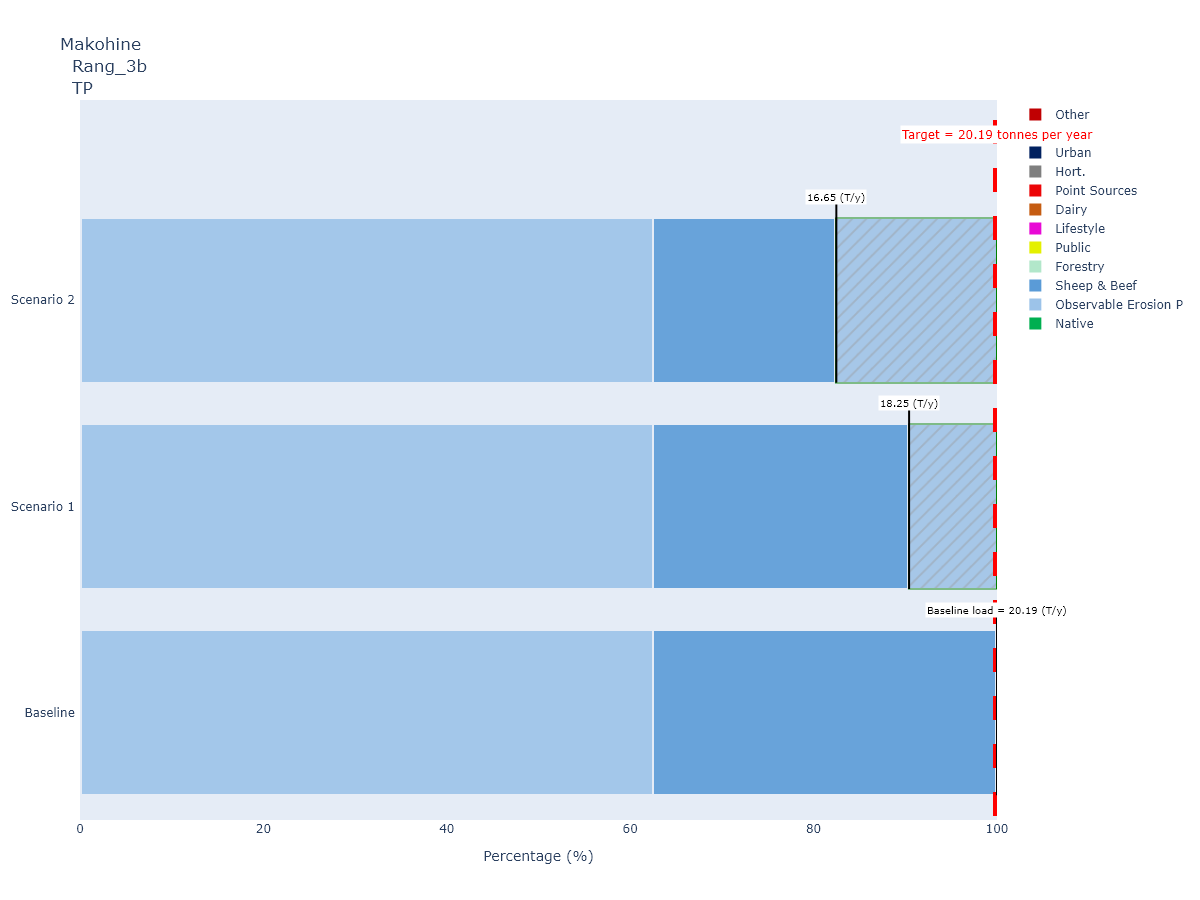 Makohine
Rang_3b
TP
Other
Target = 20.19 tonnes per year
Urban
Hort.
Point Sources
Dairy
Lifestyle
Public
Forestry
Sheep & Beef
Observable Erosion P
Native
16.65 (T/y)
Scenario 2
18.25 (T/y)
Scenario 1
Baseline load = 20.19 (T/y)
Baseline
0
20
40
60
80
100
Percentage (%)